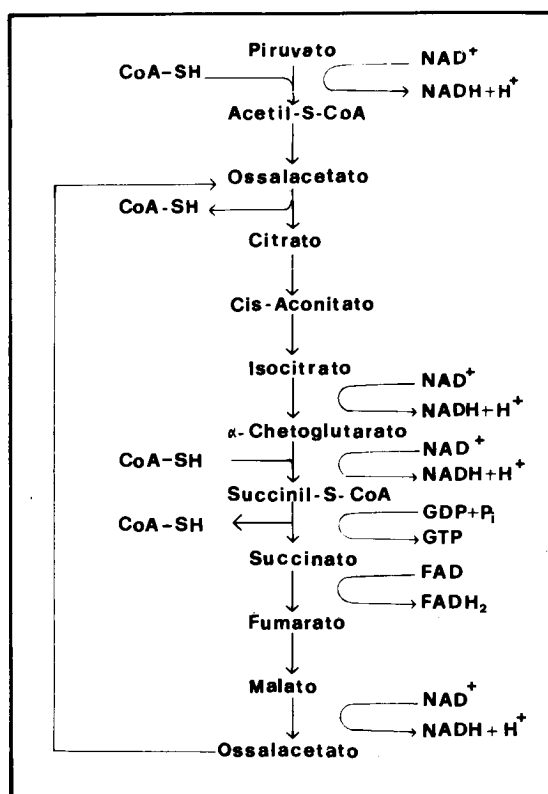 Piruvato
CoA-SH
NAD+
NADH+H+
Acetil-S-CoA
Ossalacetato
CoA-SH
Citrato
Cis-Aconitato
Isocitrato
NAD+
NADH+H+
α-Chetoglutarato
CoA-SH
NAD+
NADH+H+
Succinil-S-CoA
CoA-SH
GDP+Pi
GTP
Succinato
FAD
FADH2
Fumarato
Malato
NAD+
NADH+H+
Ossalacetato